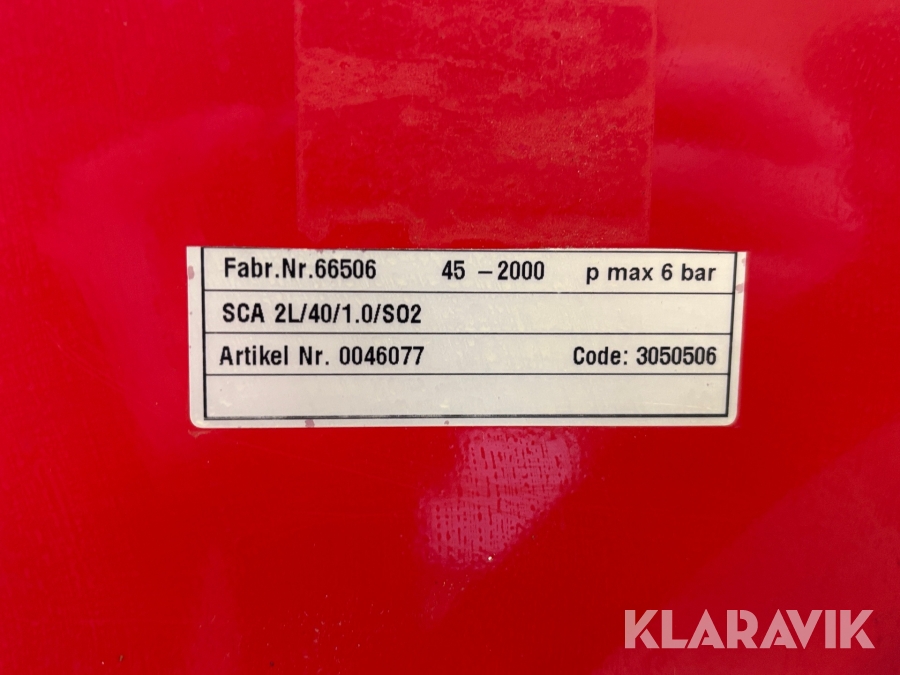 Fabr.Nr.66506 45 - 2000 p max 6 bar
SCA 2L/40/1.0/SO2
Artikel Nr. 0046077 Code: 3050506
KLARAVIK